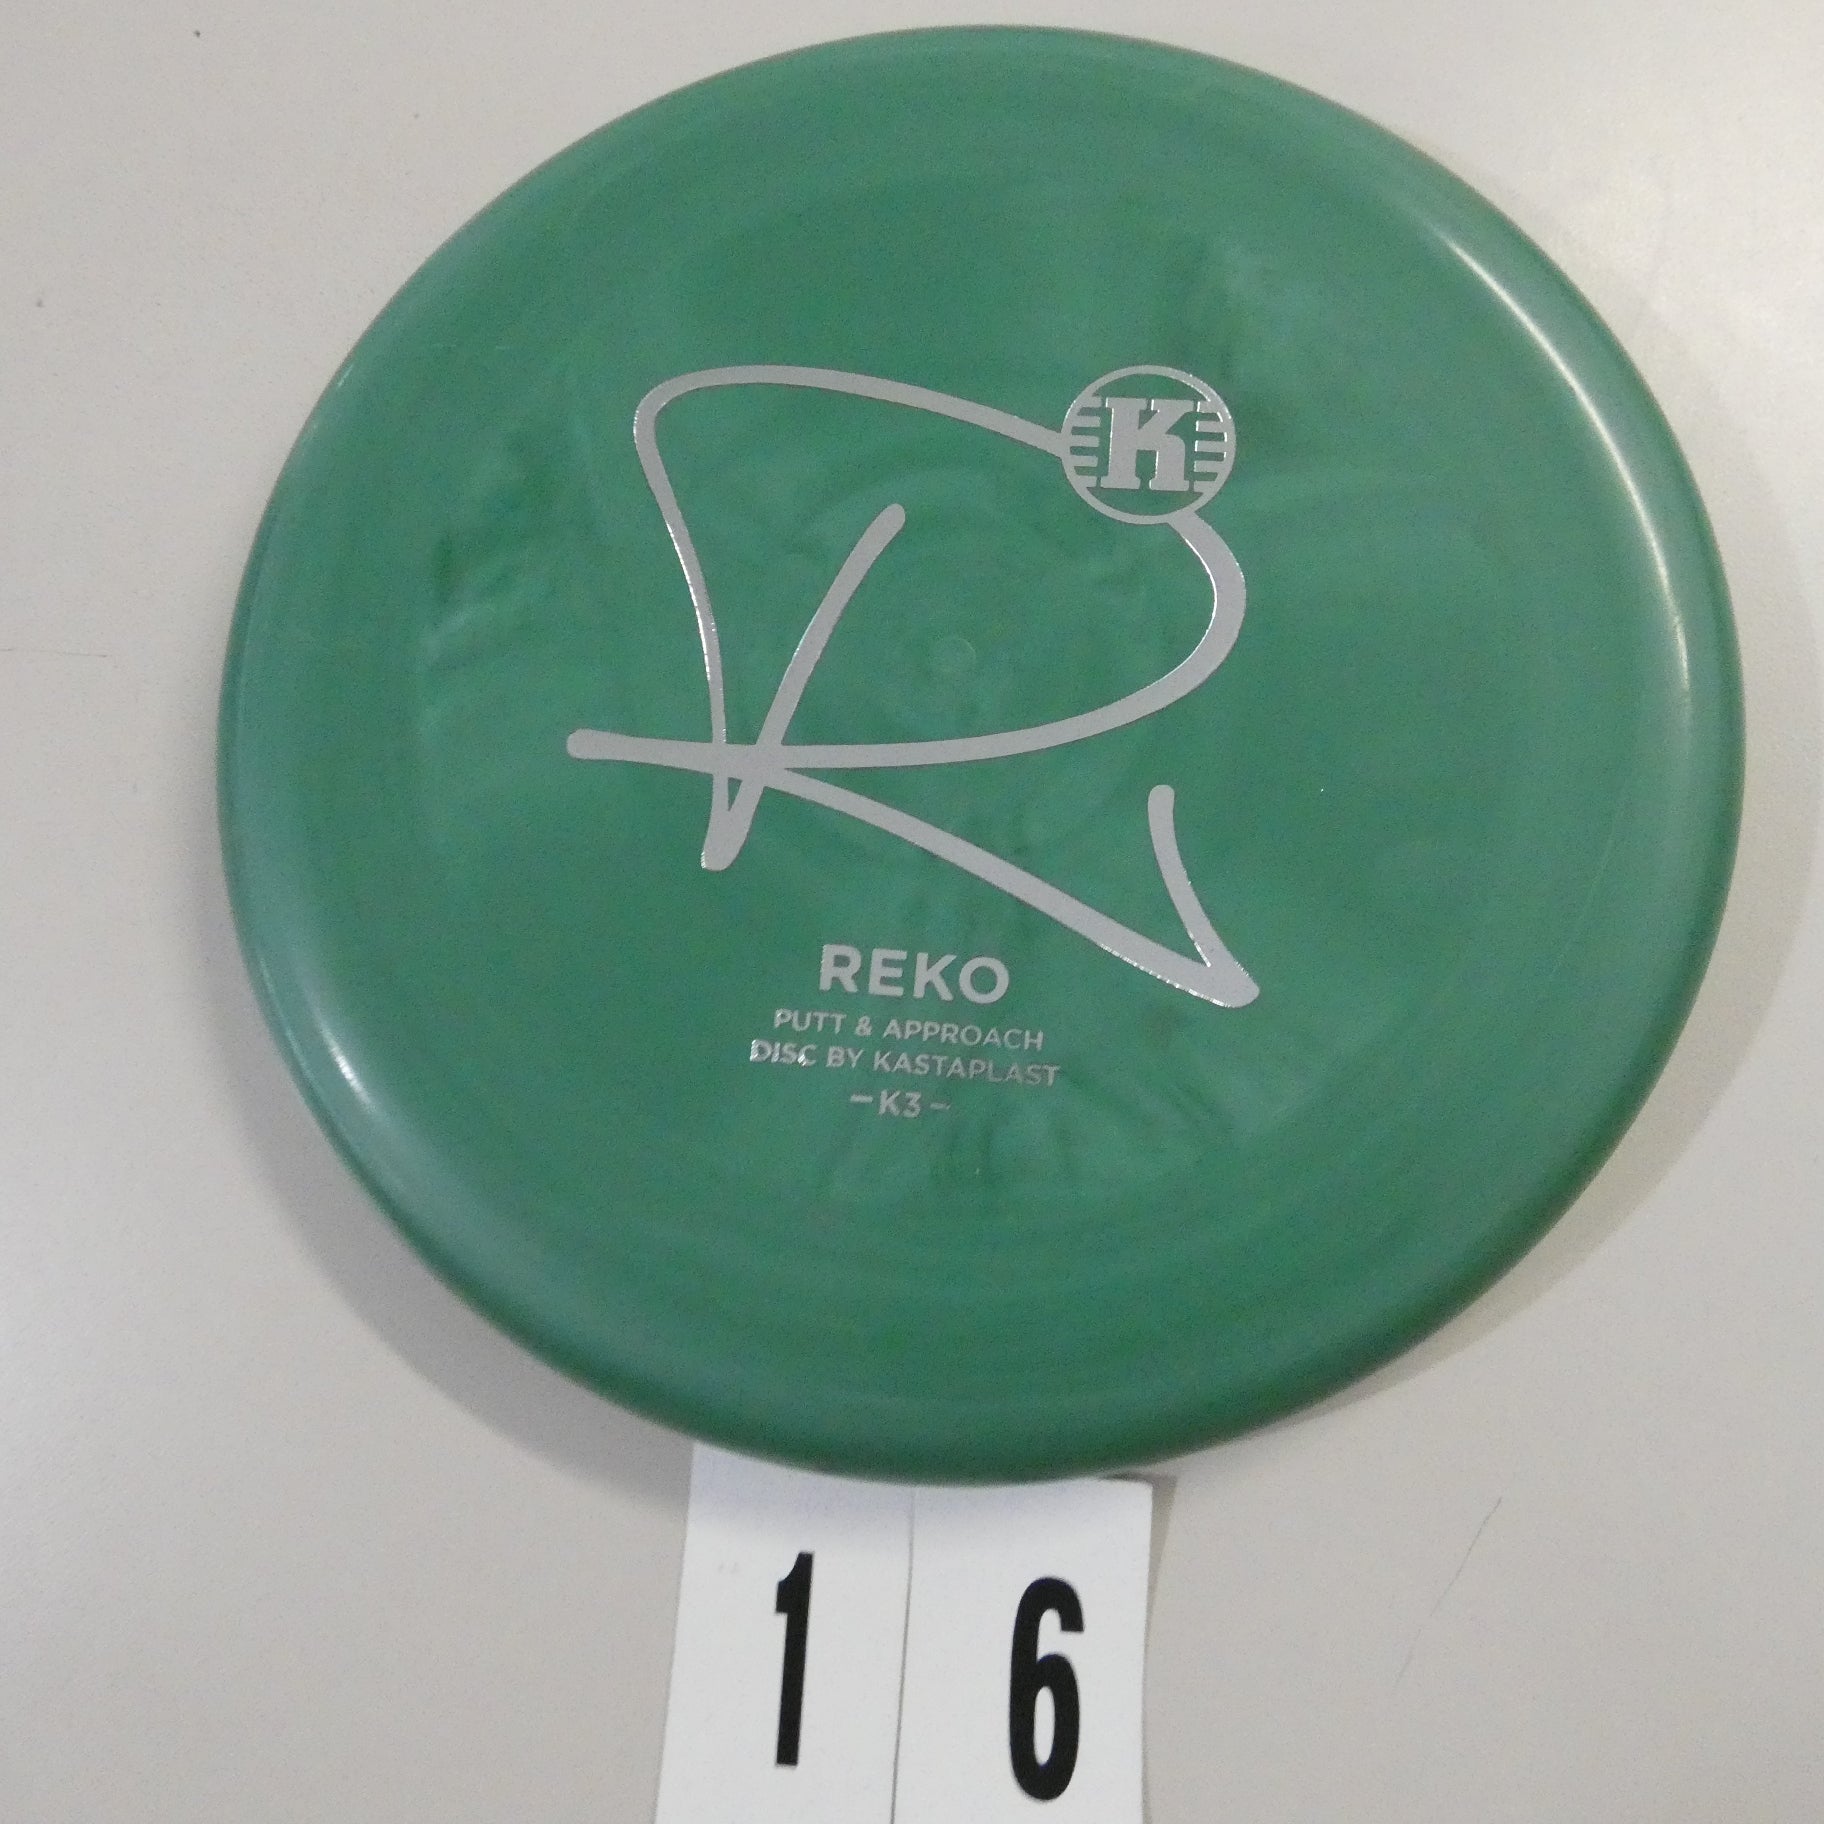 K
REKO
PUTT & APPROACH
DISC BY KASTAPLAST
–K3–
1 6